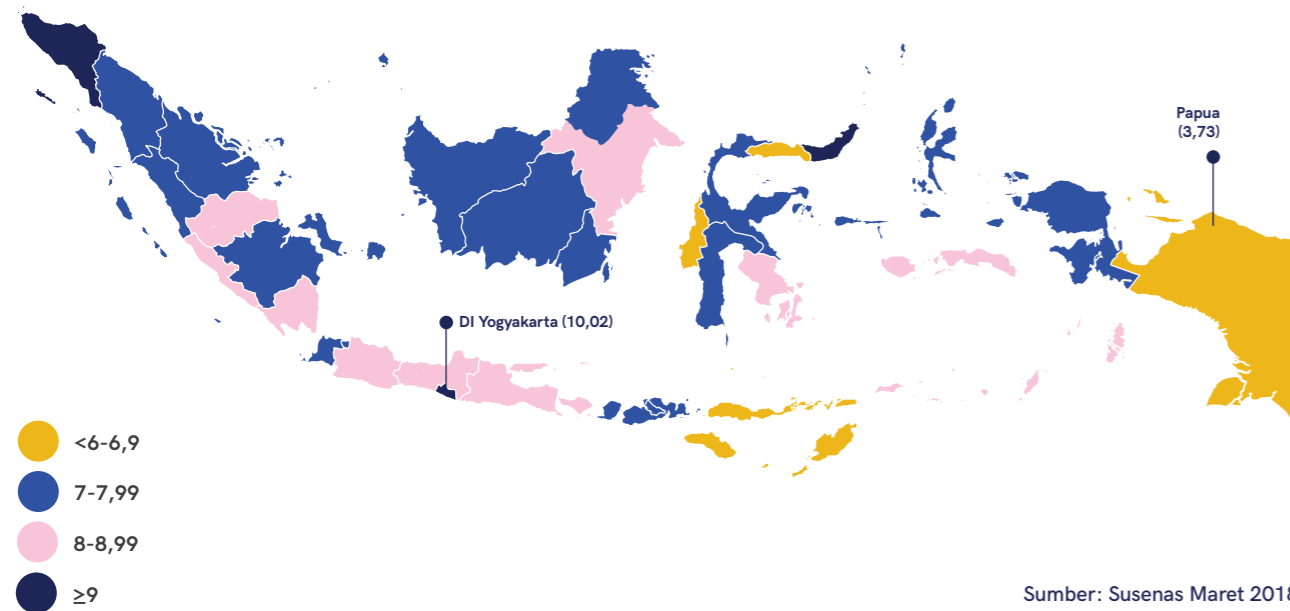 Papua
(3,73)
DI Yogyakarta (10,02)
<6-6,9
7-7,99
8-8,99
≥9
Sumber: Susenas Maret 2018